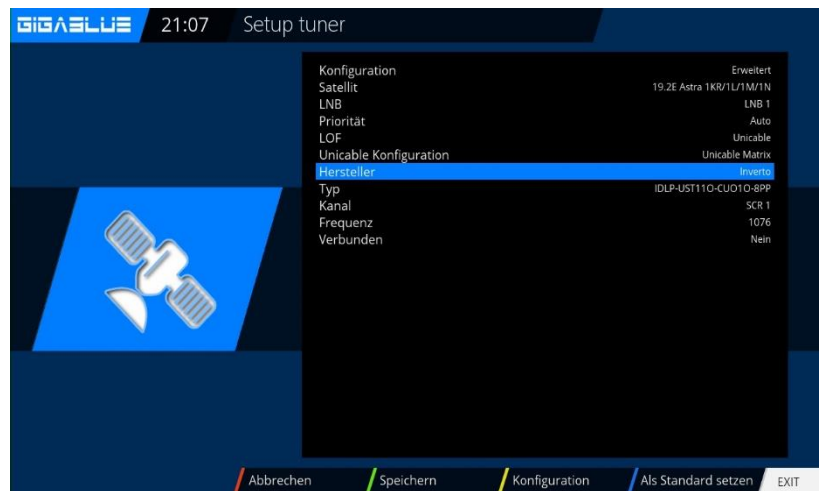 GIGABLUE 21:07 Setup tuner
Konfiguration Erweitert
Satellit 19.2E Astra 1KR/1L/1M/1N
LNB LNB 1
Priorität Auto
LOF Unicable
Unicable Konfiguration Unicable Matrix
Hersteller Inverto
Typ IDLP-UST11O-CUO1O-8PP
Kanal SCR 1
Frequenz 1076
Verbunden Nein
Abbrechen Speichern Konfiguration Als Standard setzen EXIT